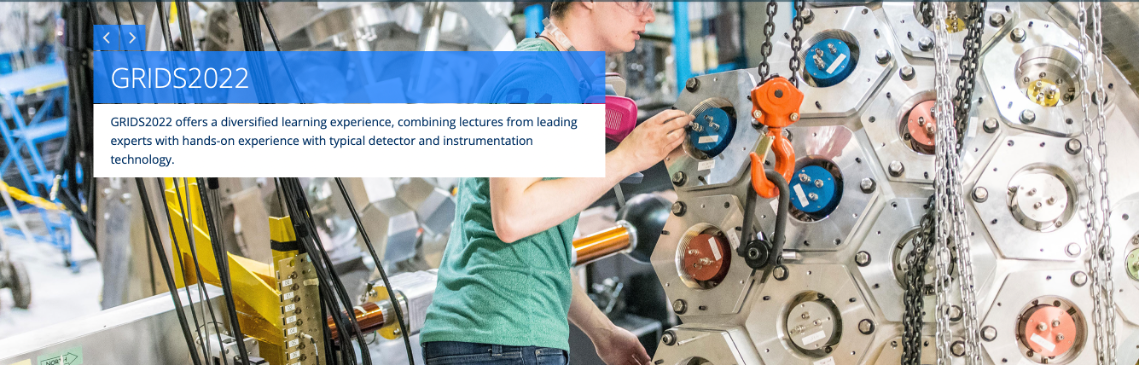 GRIDS2022
GRIDS2022 offers a diversified learning experience, combining lectures from leading
experts with hands-on experience with typical detector and instrumentation
technology.
NORTH